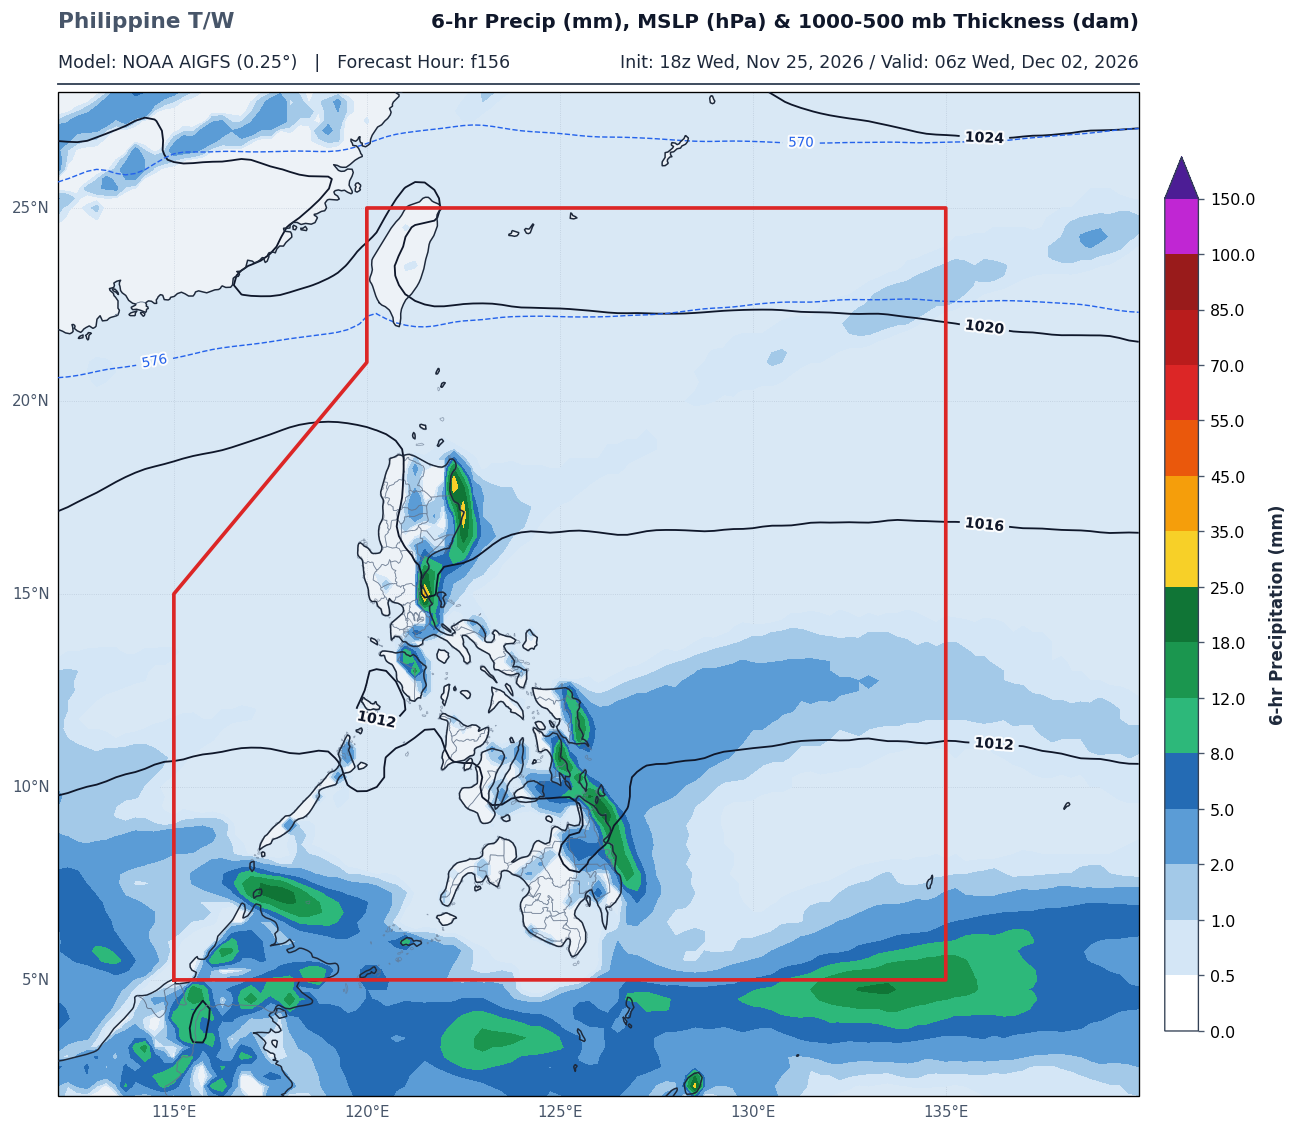 Philippine T/W
6-hr Precip (mm), MSLP (hPa) & 1000-500 mb Thickness (dam)
Model: NOAA AIGFS (0.25°) | Forecast Hour: f156
Init: 18z Wed, Nov 25, 2026 / Valid: 06z Wed, Dec 02, 2026
1024
570
25°N
1020
576
20°N
1016
15°N
1012
1012
10°N
5°N
115°E
120°E
125°E
130°E
135°E
150.0
100.0
85.0
70.0
55.0
45.0
35.0
25.0
18.0
12.0
8.0
5.0
2.0
1.0
0.5
0.0
6-hr Precipitation (mm)